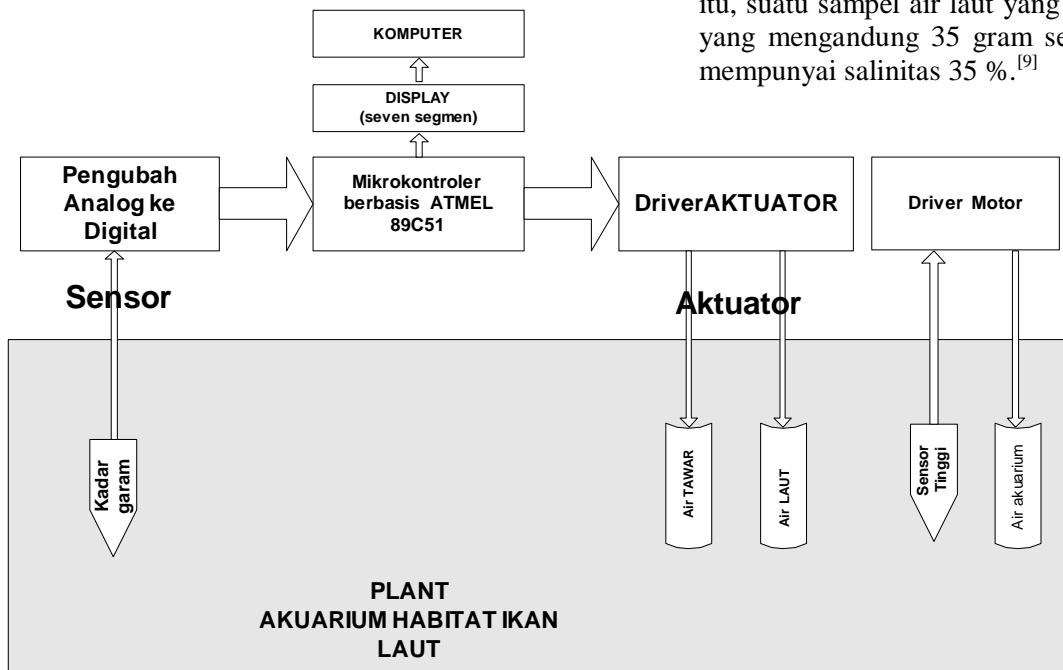 itu, suatu sampel air laut yang
yang mengandung 35 gram se
mempunyai salinitas 35 %.[9]
KOMPUTER
DISPLAY
(seven segmen)
Pengubah
Analog ke
Digital
Mikrokontroler
berbasis ATMEL
89C51
DriverAKTUATOR
Driver Motor
Sensor
Aktuator
Kadar
garam
Air TAWAR
Air LAUT
Sensor
Tinggi
Air akuarium
PLANT
AKUARIUM HABITAT IKAN
LAUT